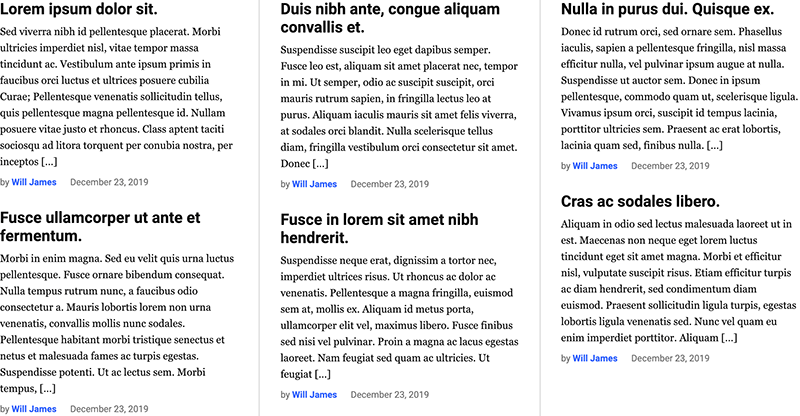 Lorem ipsum dolor sit.
Sed viverra nibh id pellentesque placerat. Morbi
ultricies imperdiet nisl, vitae tempor massa
tincidunt ac. Vestibulum ante ipsum primis in
faucibus orci luctus et ultrices posuere cubilia
Curae; Pellentesque venenatis sollicitudin tellus,
quis pellentesque magna pellentesque id. Nullam
posuere vitae justo et rhoncus. Class aptent taciti
sociosqu ad litora torquent per conubia nostra, per
inceptos [...]
by Will James December 23, 2019
Fusce ullamcorper ut ante et
fermentum.
Morbi in enim magna. Sed eu velit quis urna luctus
pellentesque. Fusce ornare bibendum consequat.
Nulla tempus rutrum nunc, a faucibus odio
consectetur a. Mauris lobortis lorem non urna
venenatis, convallis mollis nunc sodales.
Pellentesque habitant morbi tristique senectus et
netus et malesuada fames ac turpis egestas.
Suspendisse potenti. Ut ac lectus sem. Morbi
tempus, [...]
by Will James December 23, 2019
Duis nibh ante, congue aliquam
convallis et.
Suspendisse suscipit leo eget dapibus semper.
Fusce leo est, aliquam sit amet placerat nec, tempor
in mi. Ut semper, odio ac suscipit suscipit, orci
mauris rutrum sapien, in fringilla lectus leo at
purus. Aliquam iaculis mauris sit amet felis viverra,
at sodales orci blandit. Nulla scelerisque tellus
diam, fringilla vestibulum orci consectetur sit amet.
Donec [...]
by Will James December 23, 2019
Fusce in lorem sit amet nibh
hendrerit.
Suspendisse neque erat, dignissim a tortor nec,
imperdiet ultrices risus. Ut rhoncus ac dolor ac
venenatis. Pellentesque a magna fringilla, euismod
sem at, mollis ex. Aliquam id metus porta,
ullamcorper elit vel, maximus libero. Fusce finibus
sed nisi vel pulvinar. Proin a magna ac lacus egestas
laoreet. Nam feugiat sed quam ac ultricies. Ut
feugiat [...]
by Will James December 23, 2019
Nulla in purus dui. Quisque ex.
Donec id rutrum orci, sed ornare sem. Phasellus
iaculis, sapien a pellentesque fringilla, nisl massa
efficitur nulla, vel pulvinar ipsum augue at nulla.
Suspendisse ut auctor sem. Donec in ipsum
pellentesque, commodo quam ut, scelerisque ligula.
Vivamus ipsum orci, suscipit id tempus lacinia,
porttitor ultricies sem. Praesent ac erat lobortis,
lacinia quam sed, finibus nulla. [...]
by Will James December 23, 2019
Cras ac sodales libero.
Aliquam in odio sed lectus malesuada laoreet ut in
est. Maecenas non neque eget lorem luctus
tincidunt eget sit amet magna. Morbi et efficitur
nisl, vulputate suscipit risus. Etiam efficitur turpis
ac diam hendrerit, sed condimentum diam
euismod. Praesent sollicitudin ligula turpis, egestas
lobortis ligula venenatis sed. Nunc vel quam eu
enim imperdiet porttitor. Aliquam [...]
by Will James December 23, 2019